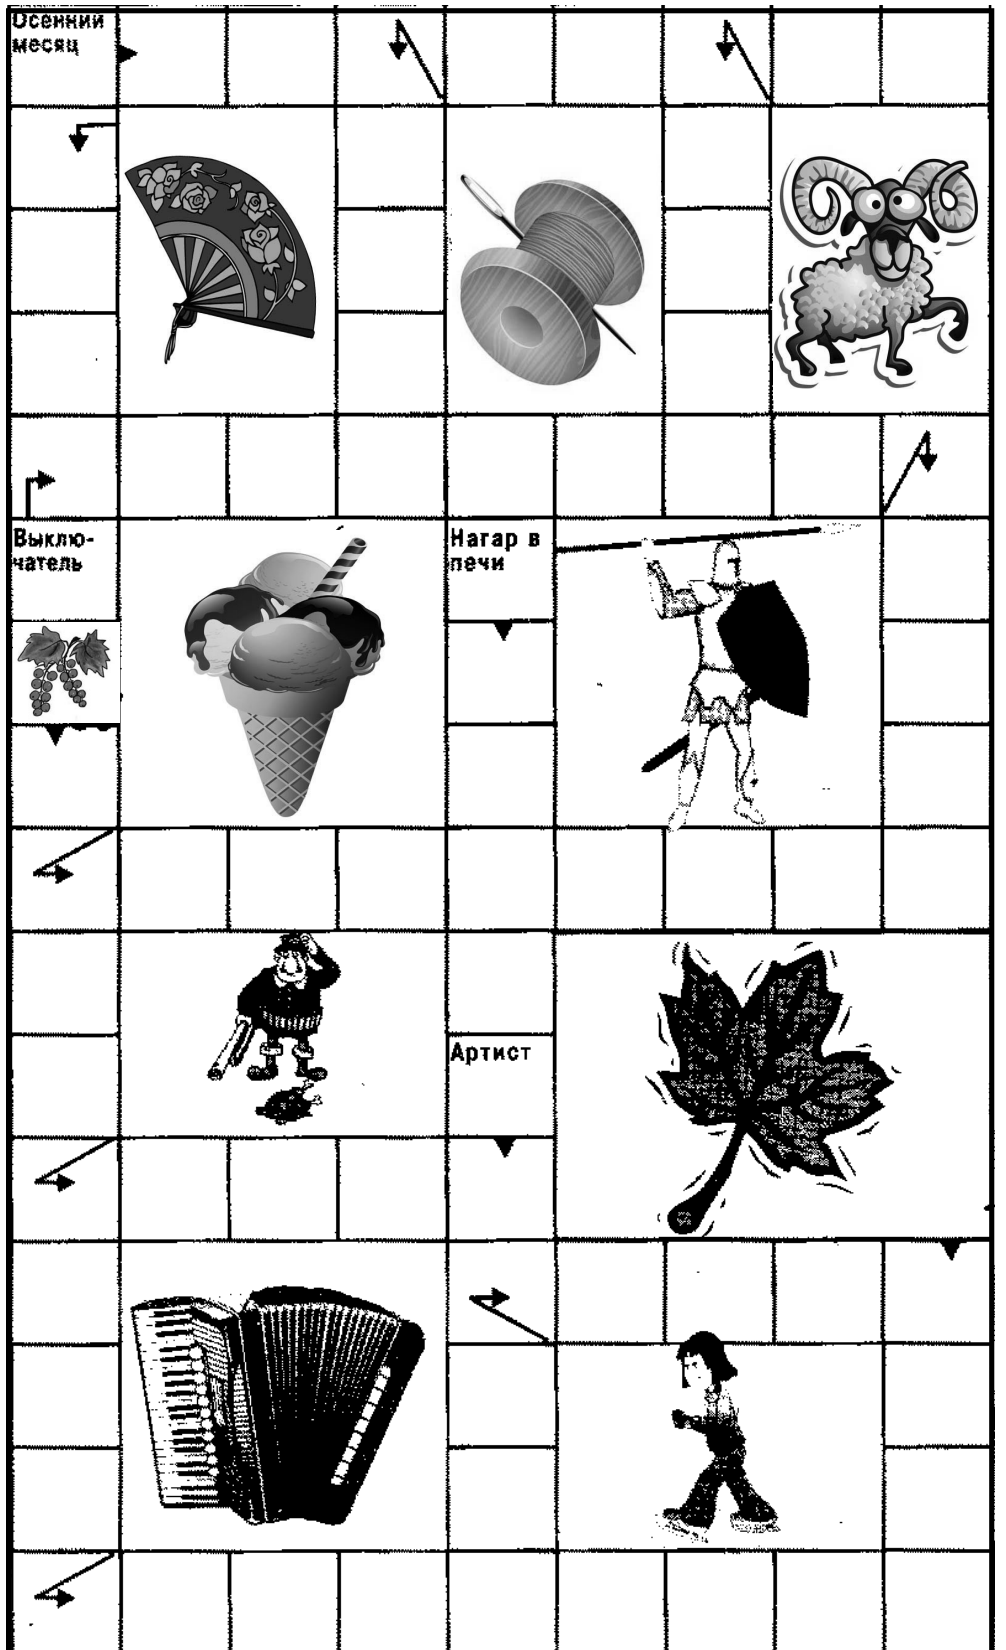 Осенний
месяц
Выклю-
чатель
Нагар в
печи
Артист